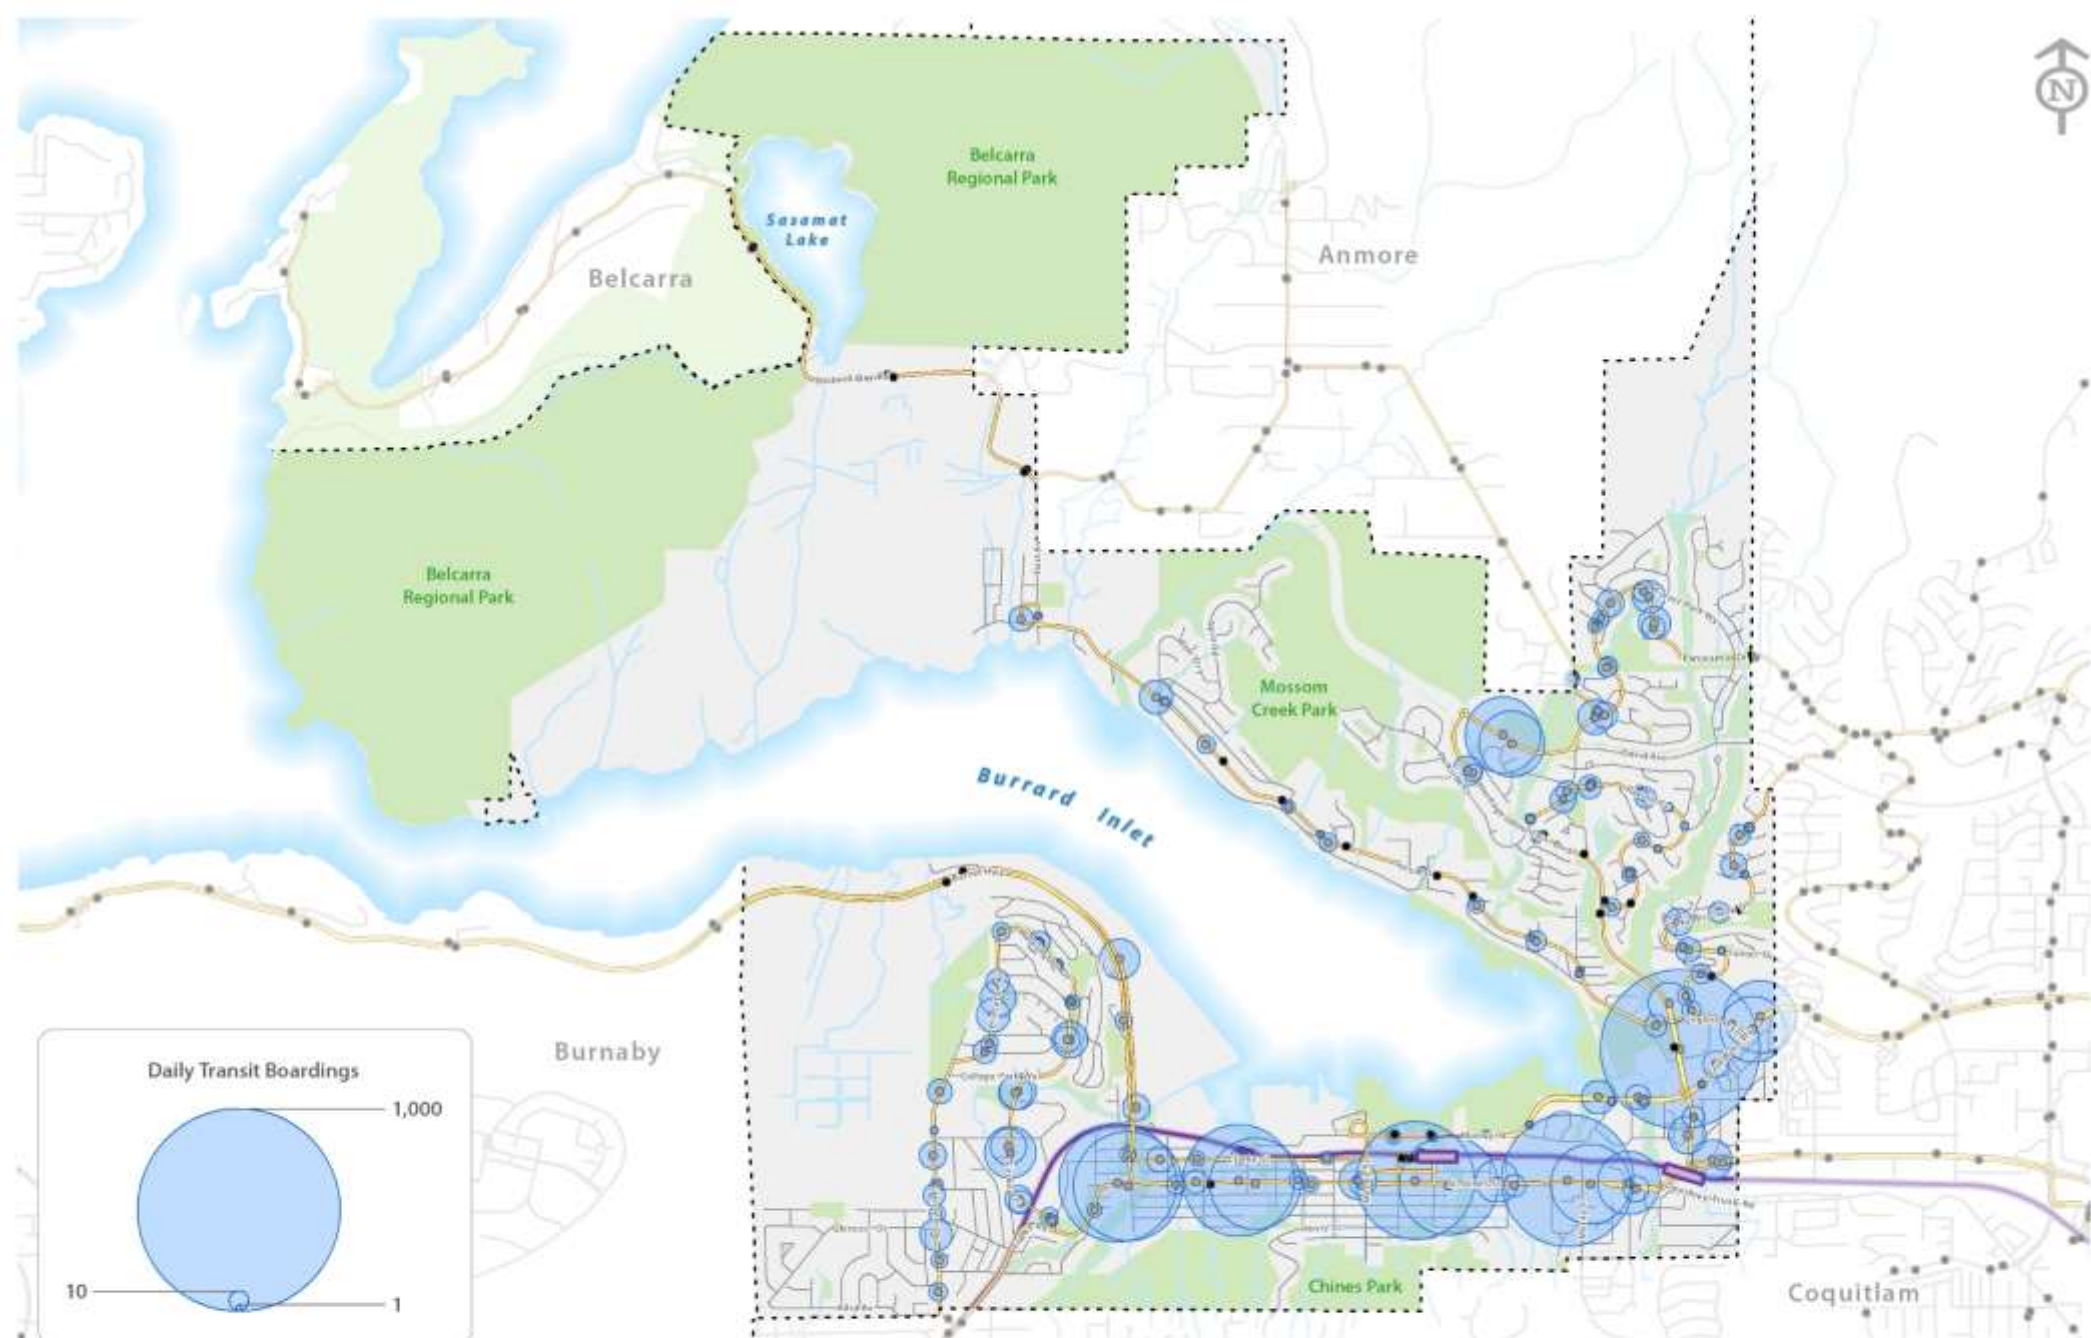 N
Belcarra
Regional Park
Sasamat
Lake
Anmore
Belcarra
Belcarra
Regional Park
Mossom
Creek Park
Burrard Inlet
Burnaby
Daily Transit Boardings
1,000
10
1
Chines Park
Coquitlam